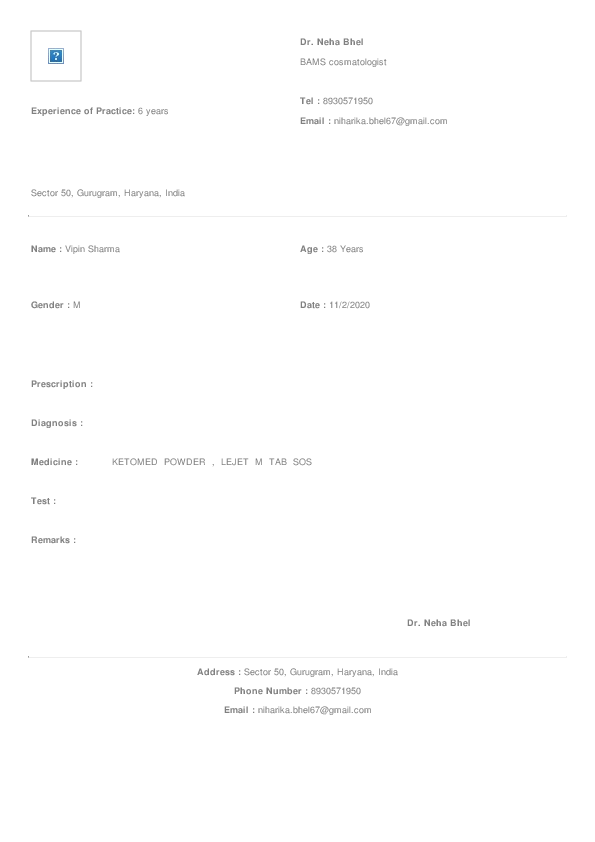 Dr. Neha Bhel
BAMS cosmatologist
Tel : 8930571950
Experience of Practice: 6 years
Email : niharika.bhel67@gmail.com
Sector 50, Gurugram, Haryana, India
Name : Vipin Sharma Age : 38 Years
Gender : M Date : 11/2/2020
Prescription :
Diagnosis :
Medicine : KETOMED POWDER , LEJET M TAB SOS
Test :
Remarks :
Dr. Neha Bhel
Address : Sector 50, Gurugram, Haryana, India
Phone Number : 8930571950
Email : niharika.bhel67@gmail.com